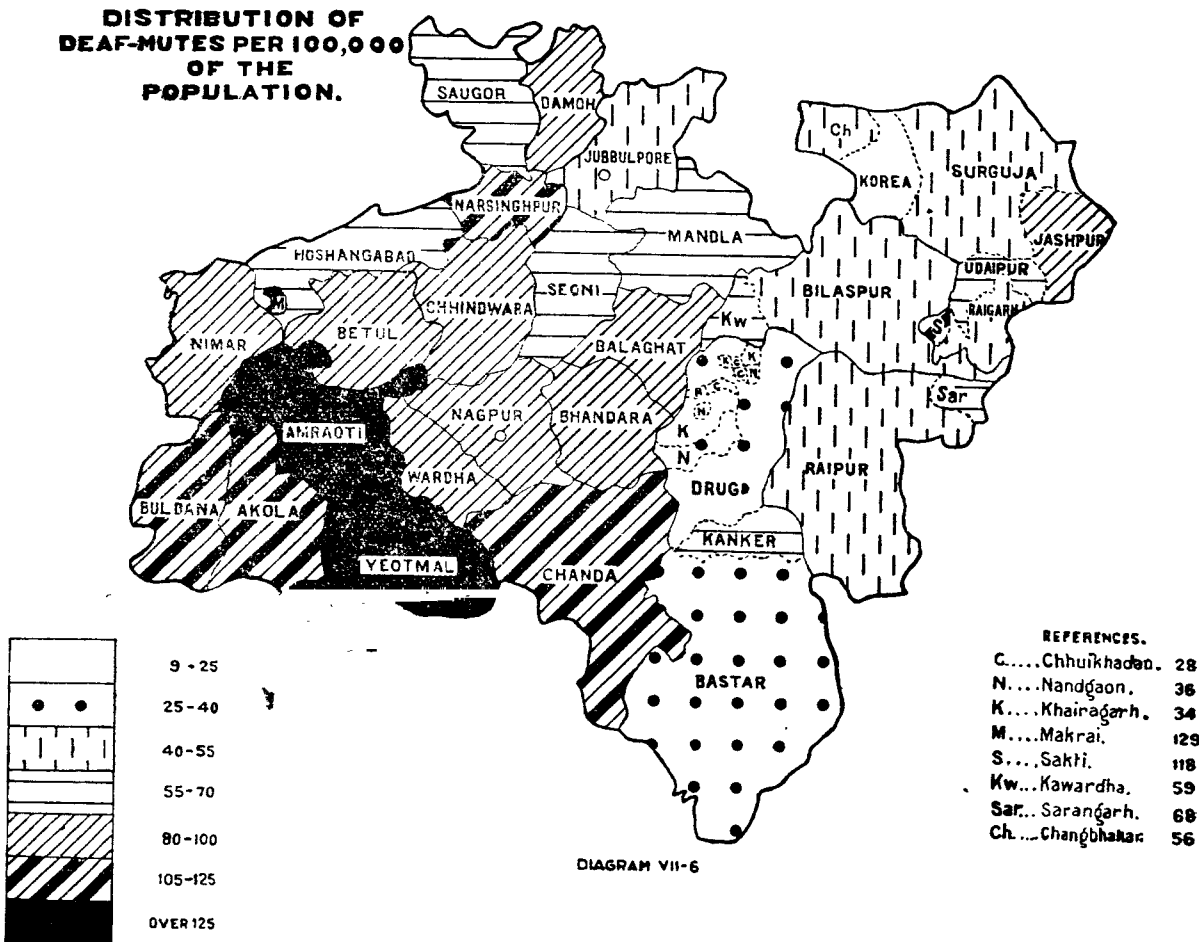 DISTRIBUTION OF
DEAF-MUTES PER 100,000
OF THE
POPULATION.
SAUGOR
DAMOH
JUBBULPORE
Ch
KOREA
SURGUJA
NARSINGHPUR
MANDLA
JASHPUR
HOSHANGABAD
SEONI
UDAIPUR
M
CHHINDWARA
BILASPUR
RAIGARH
NIMAR
BETUL
BALAGHAT
Kw
S
K C K
C N
K C
Sar
NAGPUR
BHANDARA
N
AMRAOTI
K
N
RAIPUR
WARDHA
DRUG
BULDANA
AKOLA
KANKER
YEOTMAL
CHANDA
BASTAR
9-25
25-40
40-55
55-70
80-100
105-125
OVER 125
REFERENCES.
C....Chhuikhadan. 28
N....Nandgaon. 36
K....Khairagarh. 34
M....Makrai. 129
S....Sakti. 118
Kw...Kawardha. 59
Sar...Sarangarh. 68
Ch....Changbhakar. 56
DIAGRAM VII-6